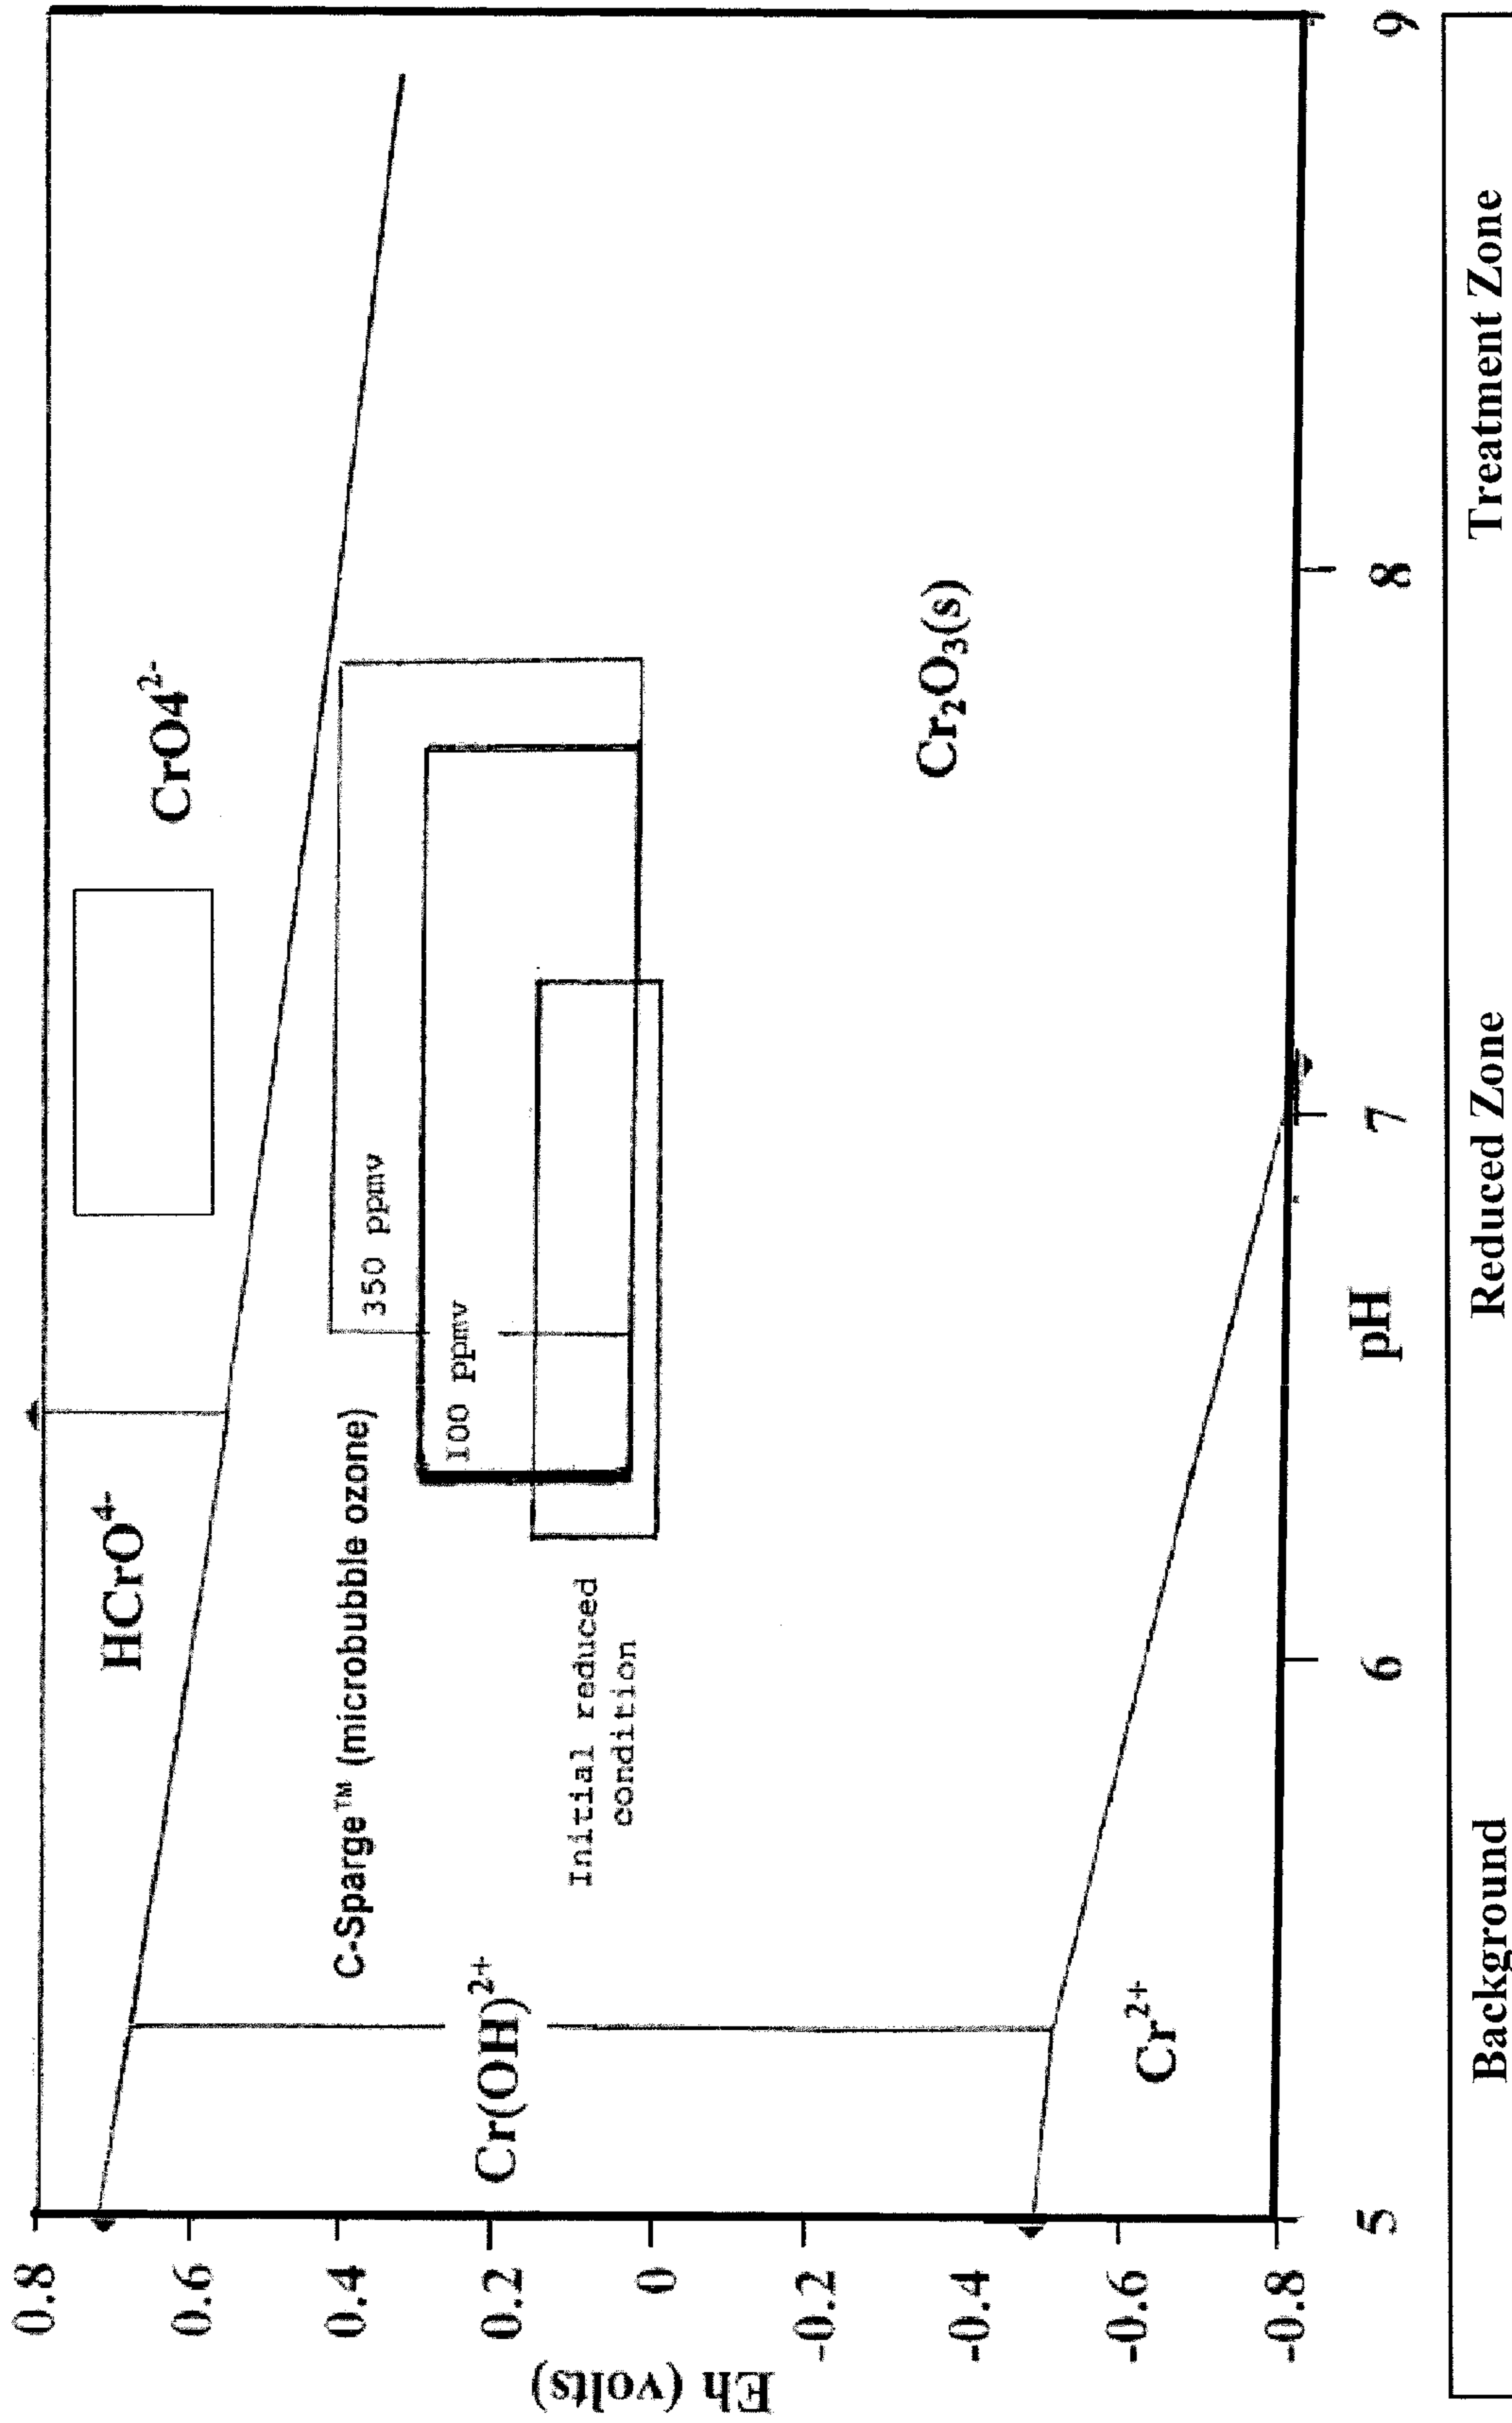 0.8
0.6
0.4
0.2
0
-0.2
-0.4
-0.6
-0.8
Eh (volts)
HCrO⁴⁻
CrO4²⁻
C-Sparge™ (microbubble ozone)
350 ppmv
100 ppmv
Initial reduced
condition
Cr(OH)²⁺
Cr₂O₃(s)
Cr²⁺
5
6
7
8
9
pH
Background
Reduced Zone
Treatment Zone